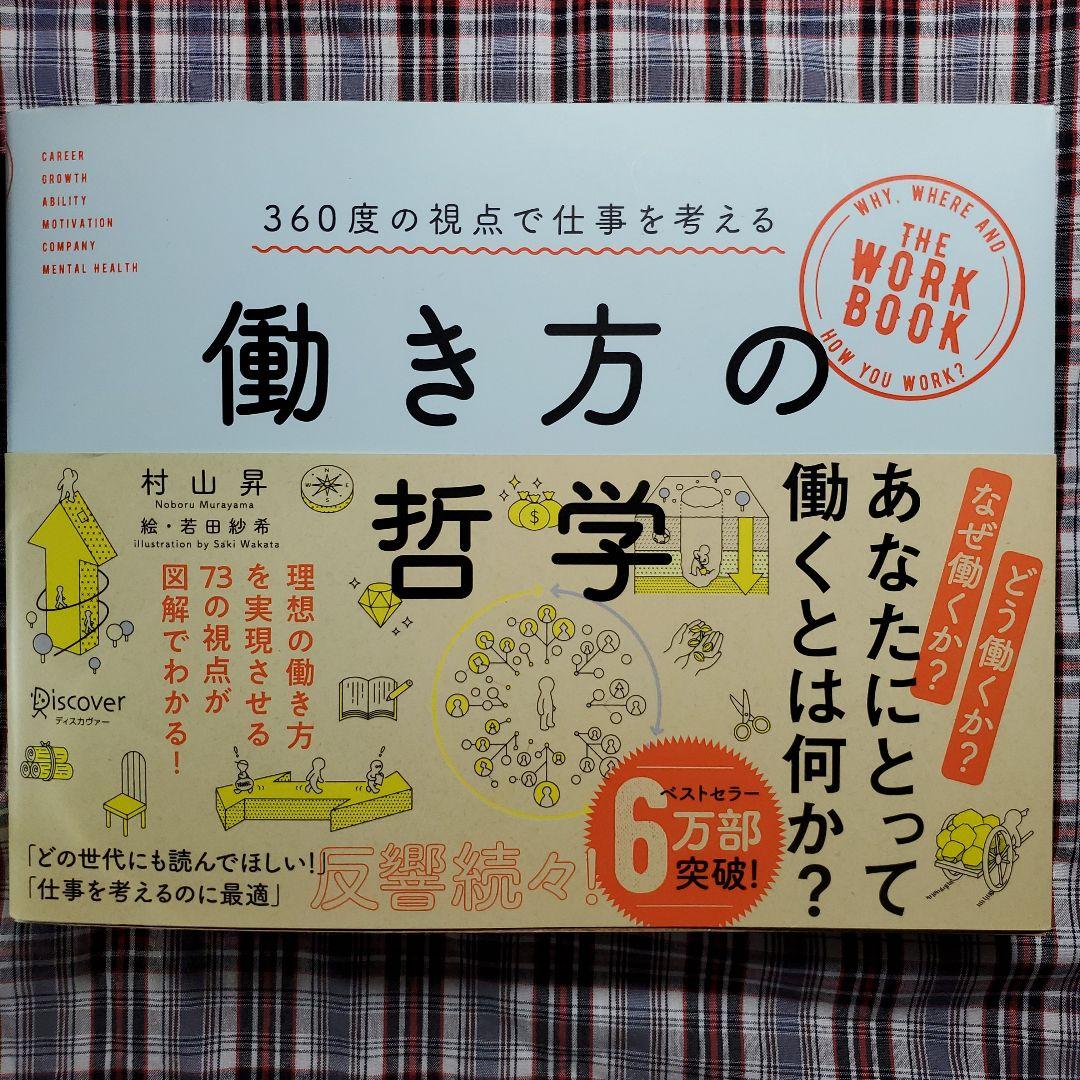 CAREER
GROWTH
ABILITY
MOTIVATION
COMPANY
MENTAL HEALTH
360度の視点で仕事を考える
WHY, WHERE AND
THE
WORK
BOOK
HOW YOU WORK?
働き方の
哲学
村山昇
Noboru Murayama
絵・若田紗希
illustration by Saki Wakata
理想の働き方
を実現させる
73の視点が
図解でわかる!
Discover
ディスカヴァー
N
W
E
S
$
なぜ働くか?
どう働くか?
あなたにとって
働くとは何か?
ベストセラー
6万部
突破!
「どの世代にも読んでほしい!」
「仕事を考えるのに最適」
反響続々!